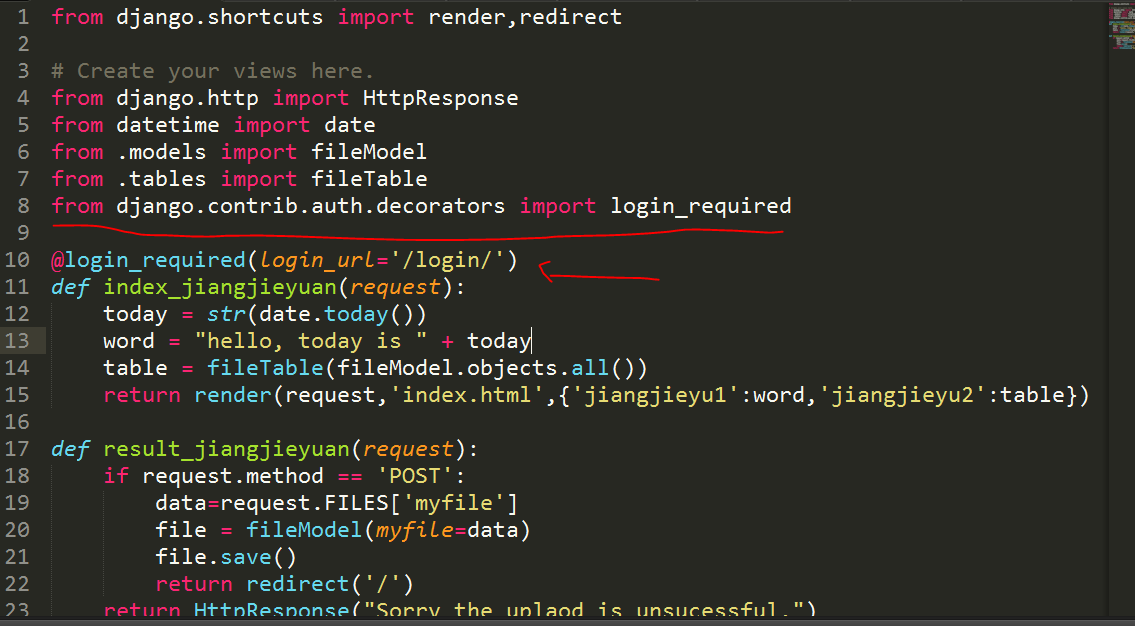 1 from django.shortcuts import render,redirect
2
3 # Create your views here.
4 from django.http import HttpResponse
5 from datetime import date
6 from .models import fileModel
7 from .tables import fileTable
8 from django.contrib.auth.decorators import login_required
9
10 @login_required(login_url='/login/')
11 def index_jiangjieyuan(request):
12     today = str(date.today())
13     word = "hello, today is " + today
14     table = fileTable(fileModel.objects.all())
15     return render(request,'index.html',{'jiangjieyu1':word,'jiangjieyu2':table})
16
17 def result_jiangjieyuan(request):
18     if request.method == 'POST':
19         data=request.FILES['myfile']
20         file = fileModel(myfile=data)
21         file.save()
22         return redirect('/')
23     return HttpResponse("Sorry the uplaod is unsucessful.")